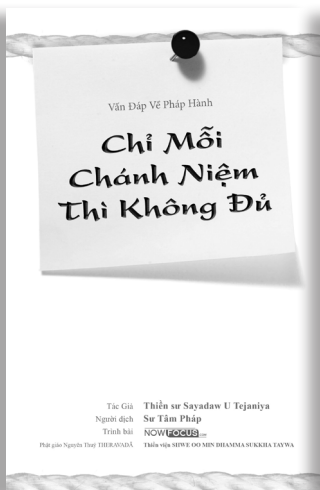 Vấn Đáp Về Pháp Hành
Chỉ Mỗi
Chánh Niệm
Thì Không Đủ
Tác Giả Thiền sư Sayadaw U Tejaniya
Người dịch Sư Tâm Pháp
Trình bài NOWFOCUS
Phật giáo Nguyên Thuỷ THERAVADĀ Thiền viện SHWE OO MIN DHAMMA SUKKHA TAYWA